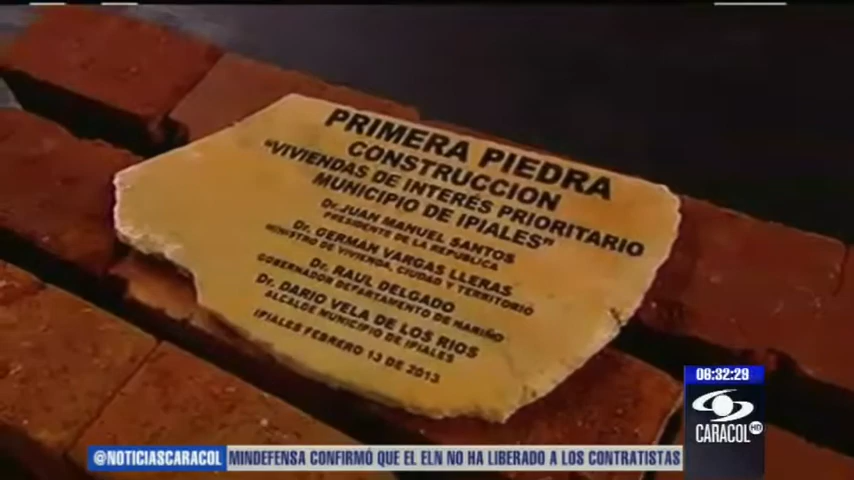 PRIMERA PIEDRA
CONSTRUCCION
"VIVIENDAS DE INTERÉS PRIORITARIO
MUNICIPIO DE IPIALES"
Dr. JUAN MANUEL SANTOS
PRESIDENTE DE LA REPUBLICA
Dr. GERMAN VARGAS LLERAS
MINISTRO DE VIVIENDA, CIUDAD Y TERRITORIO
Dr. RAUL DELGADO
GOBERNADOR DEPARTAMENTO DE NARIÑO
Dr. DARIO VELA DE LOS RIOS
ALCALDE MUNICIPIO DE IPIALES
IPIALES FEBRERO 13 DE 2013
08:32:29
CARACOL HD
@NOTICIASCARACOL MINDEFENSA CONFIRMÓ QUE EL ELN NO HA LIBERADO A LOS CONTRATISTAS